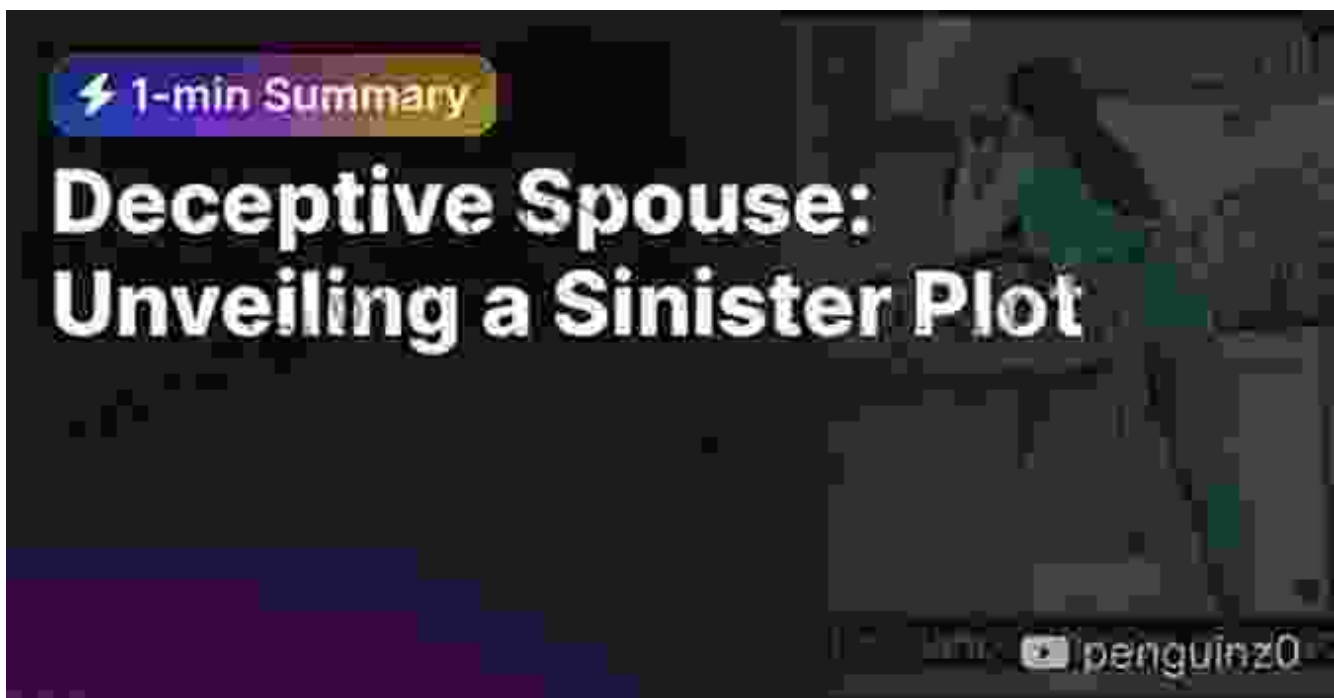 1-min Summary
Deceptive Spouse:
Unveiling a Sinister Plot
penguinz0